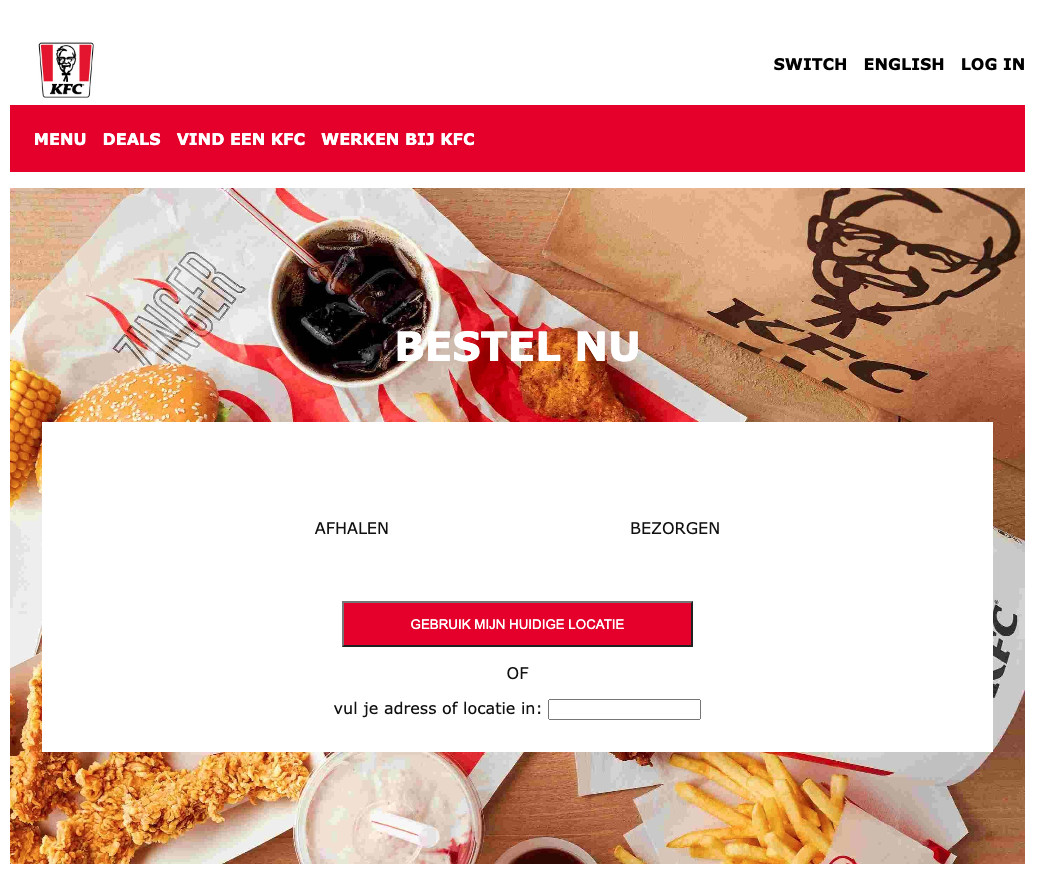 KFC
SWITCH ENGLISH LOG IN
MENU DEALS VIND EEN KFC WERKEN BIJ KFC
ZINGER
KFC
BESTEL NU
AFHALEN BEZORGEN
KFC
GEBRUIK MIJN HUIDIGE LOCATIE
OF
vul je adress of locatie in: